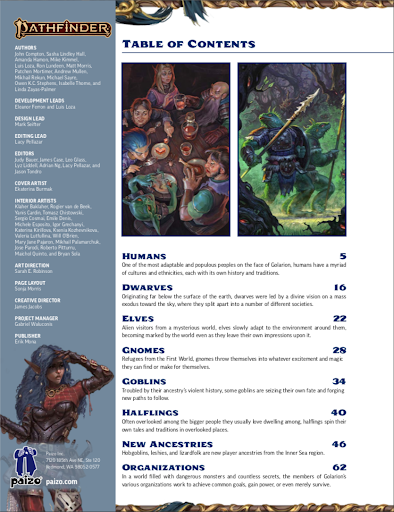 PATHFINDER
AUTHORS
John Compton, Sasha Lindley Hall,
Amanda Hamon, Mike Kimmel,
Luis Loza, Ron Lundeen, Matt Morris,
Patchen Mortimer, Andrew Mullen,
Mikhail Rekun, Michael Sayre,
Owen K.C. Stephens, Isabelle Thorne, and
Linda Zayas-Palmer
DEVELOPMENT LEADS
Eleanor Ferron and Luis Loza
DESIGN LEAD
Mark Seifter
EDITING LEAD
Lacy Pellazar
EDITORS
Judy Bauer, James Case, Leo Glass,
Lyz Liddell, Adrian Ng, Lacy Pellazar, and
Jason Tondro
COVER ARTIST
Ekaterina Burmak
INTERIOR ARTISTS
Klaher Baklaher, Rogier van de Beek,
Yanis Cardin, Tomasz Chistowski,
Sergio Cosmai,
Michele Esposito, Igor Grechanyi,
Katerina Kirillova,
Valeria Lutfullina, Will O'Brien,
Mary Jane Pajaron, Mikhail Palamarchuk,
Jose Parodi, Roberto Pitturru,
Maichol Quinto, and Bryan Sola
ART DIRECTION
Sarah E. Robinson
PAGE LAYOUT
Sonja Morris
CREATIVE DIRECTOR
James Jacobs
PROJECT MANAGER
Gabriel Waluconis
PUBLISHER
Erik Mona
Paizo Inc.
7120 185th Ave NE, Ste 120
Redmond, WA 98052-0577
paizo
paizo.com
TABLE OF CONTENTS
HUMANS 5
One of the most adaptable and populous peoples on the face of Golarion, humans have a myriad
of cultures and ethnicities, each with its own history and traditions.
DWARVES 16
Originating far below the surface of the earth, dwarves were led by a divine vision on a mass
exodus toward the sky, where they split apart into a number of different societies.
ELVES 22
Alien visitors from a mysterious world, elves slowly adapt to the environment around them,
becoming marked by the world even as they leave their own impressions upon it.
GNOMES 28
Refugees from the First World, gnomes throw themselves into whatever excitement and magic
they can find or make for themselves.
GOBLINS 34
Troubled by their ancestry's violent history, some goblins are seizing their own fate and forging
new paths to follow.
HALFLINGS 40
Often overlooked among the bigger people they usually love dwelling among, halflings spin their
own tales and traditions in overlooked places.
NEW ANCESTRIES 46
Hobgoblins, leshies, and lizardfolk are new player ancestries from the Inner Sea region.
ORGANIZATIONS 62
In a world filled with dangerous monsters and countless secrets, the members of Golarion's
various organizations work to achieve common goals, gain power, or even merely survive.